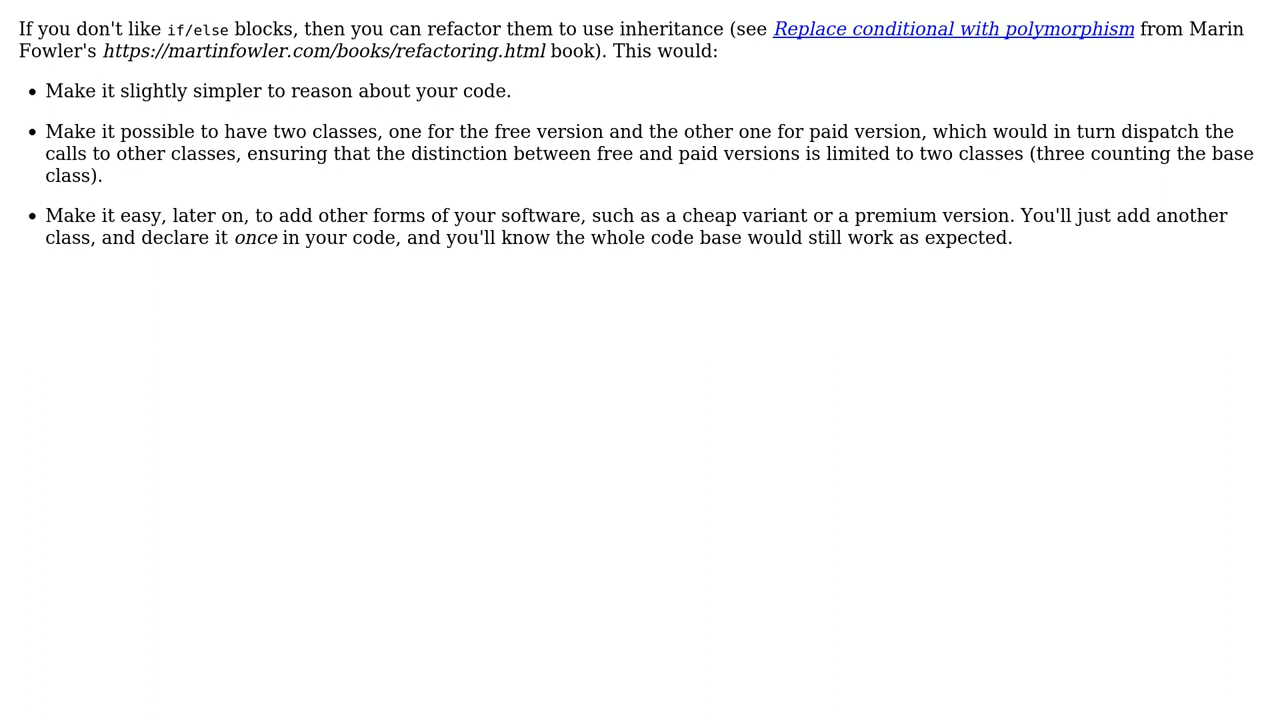 If you don't like if/else blocks, then you can refactor them to use inheritance (see Replace conditional with polymorphism from Marin
Fowler's https://martinfowler.com/books/refactoring.html book). This would:
• Make it slightly simpler to reason about your code.
• Make it possible to have two classes, one for the free version and the other one for paid version, which would in turn dispatch the
calls to other classes, ensuring that the distinction between free and paid versions is limited to two classes (three counting the base
class).
• Make it easy, later on, to add other forms of your software, such as a cheap variant or a premium version. You'll just add another
class, and declare it once in your code, and you'll know the whole code base would still work as expected.